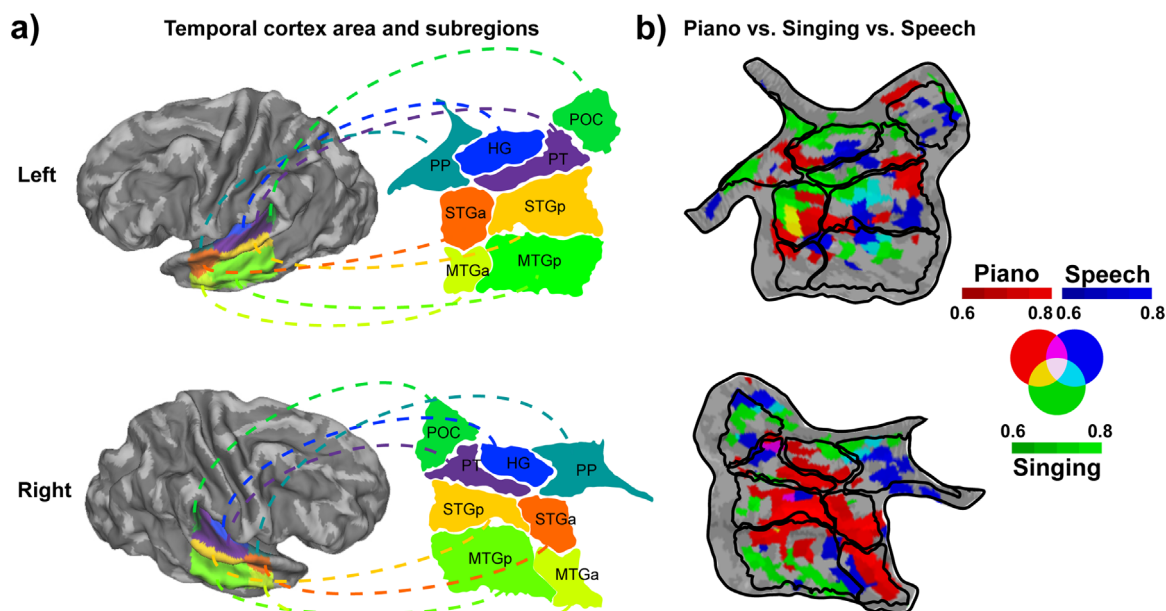 a)
Temporal cortex area and subregions
b)
Piano vs. Singing vs. Speech
POC
HG
PT
PP
Left
STGa
STGp
MTGa
MTGp
Piano
Speech
0.6
0.8
0.6
0.8
0.6
0.8
Singing
POC
PT
HG
PP
Right
STGp
STGa
MTGp
MTGa